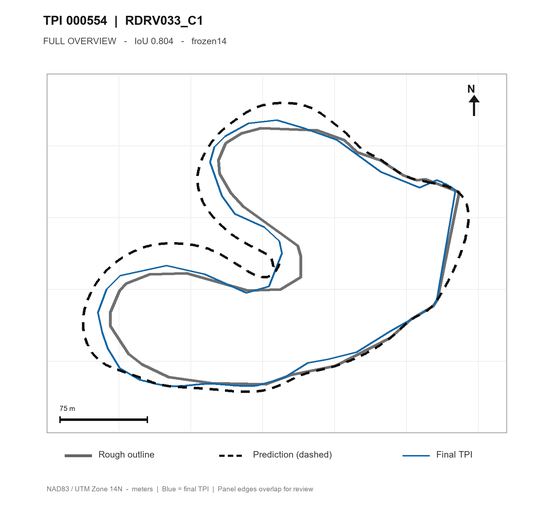 TPI 000554 | RDRV033_C1
FULL OVERVIEW - IoU 0.804 - frozen14
N
75 m
Rough outline
Prediction (dashed)
Final TPI
NAD83 / UTM Zone 14N - meters | Blue = final TPI | Panel edges overlap for review